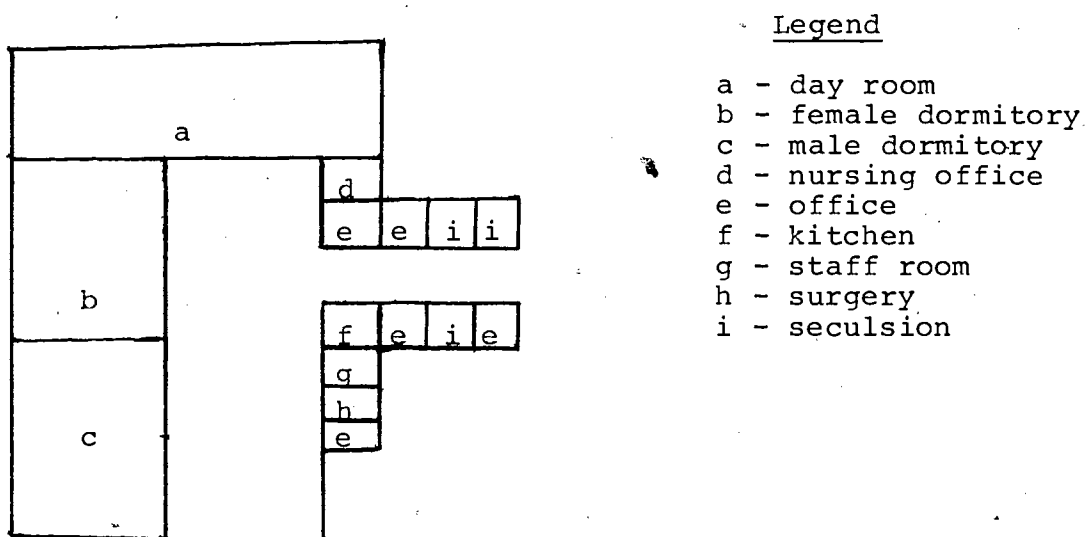 Legend
a - day room
b - female dormitory
c - male dormitory
d - nursing office
e - office
f - kitchen
g - staff room
h - surgery
i - seculsion
a
d
e e i i
b
f e i e
g
h
c
e